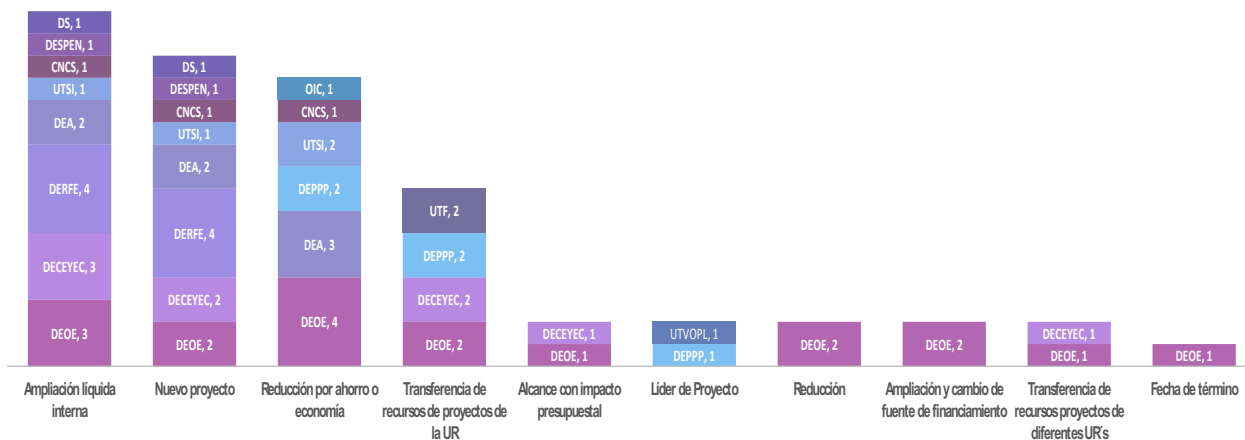 DS, 1
DESPEN, 1
CNCS, 1
UTSI, 1
DEA, 2
DERFE, 4
DECEYEC, 3
DEOE, 3
Ampliación líquida
interna
DS, 1
DESPEN, 1
CNCS, 1
UTSI, 1
DEA, 2
DERFE, 4
DECEYEC, 2
DEOE, 2
Nuevo proyecto
OIC, 1
CNCS, 1
UTSI, 2
DEPPP, 2
DEA, 3
DEOE, 4
Reducción por ahorro o
economía
UTF, 2
DEPPP, 2
DECEYEC, 2
DEOE, 2
Transferencia de
recursos de proyectos de
la UR
DECEYEC, 1
DEOE, 1
Alcance con impacto
presupuestal
UTVOPL, 1
DEPPP, 1
Líder de Proyecto
DEOE, 2
Reducción
DEOE, 2
Ampliación y cambio de
fuente de financiamiento
DECEYEC, 1
DEOE, 1
Transferencia de
recursos proyectos de
diferentes UR´s
DEOE, 1
Fecha de término